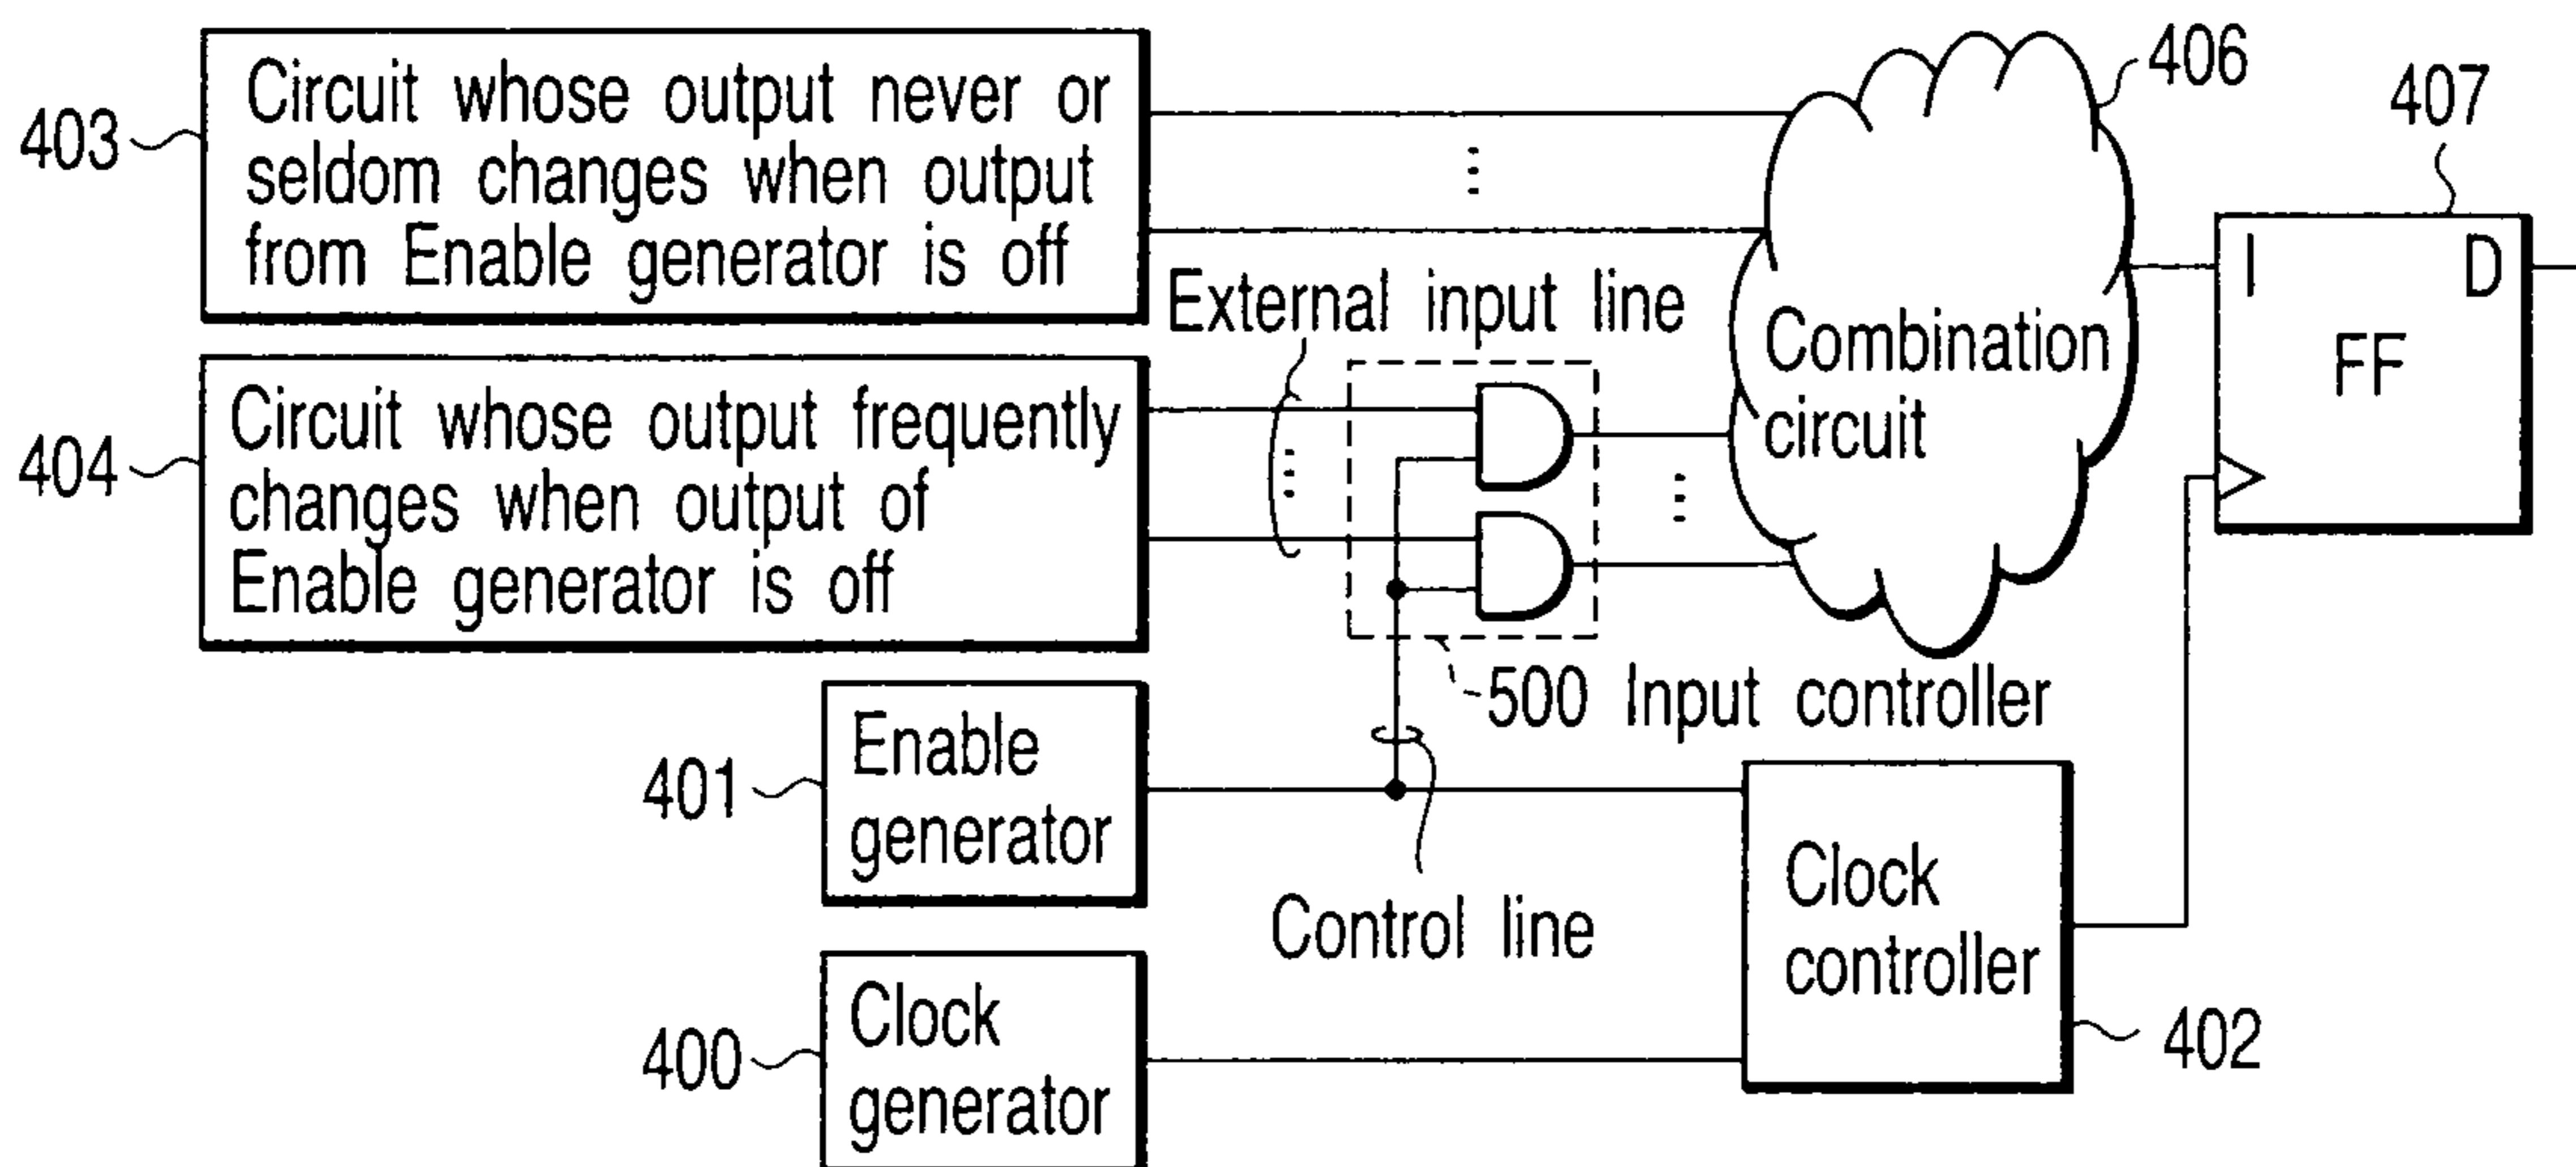 403
Circuit whose output never or
seldom changes when output
from Enable generator is off
406
407
I
D
FF
External input line
Combination
circuit
404
Circuit whose output frequently
changes when output of
Enable generator is off
500 Input controller
401
Enable
generator
Control line
Clock
controller
402
400
Clock
generator